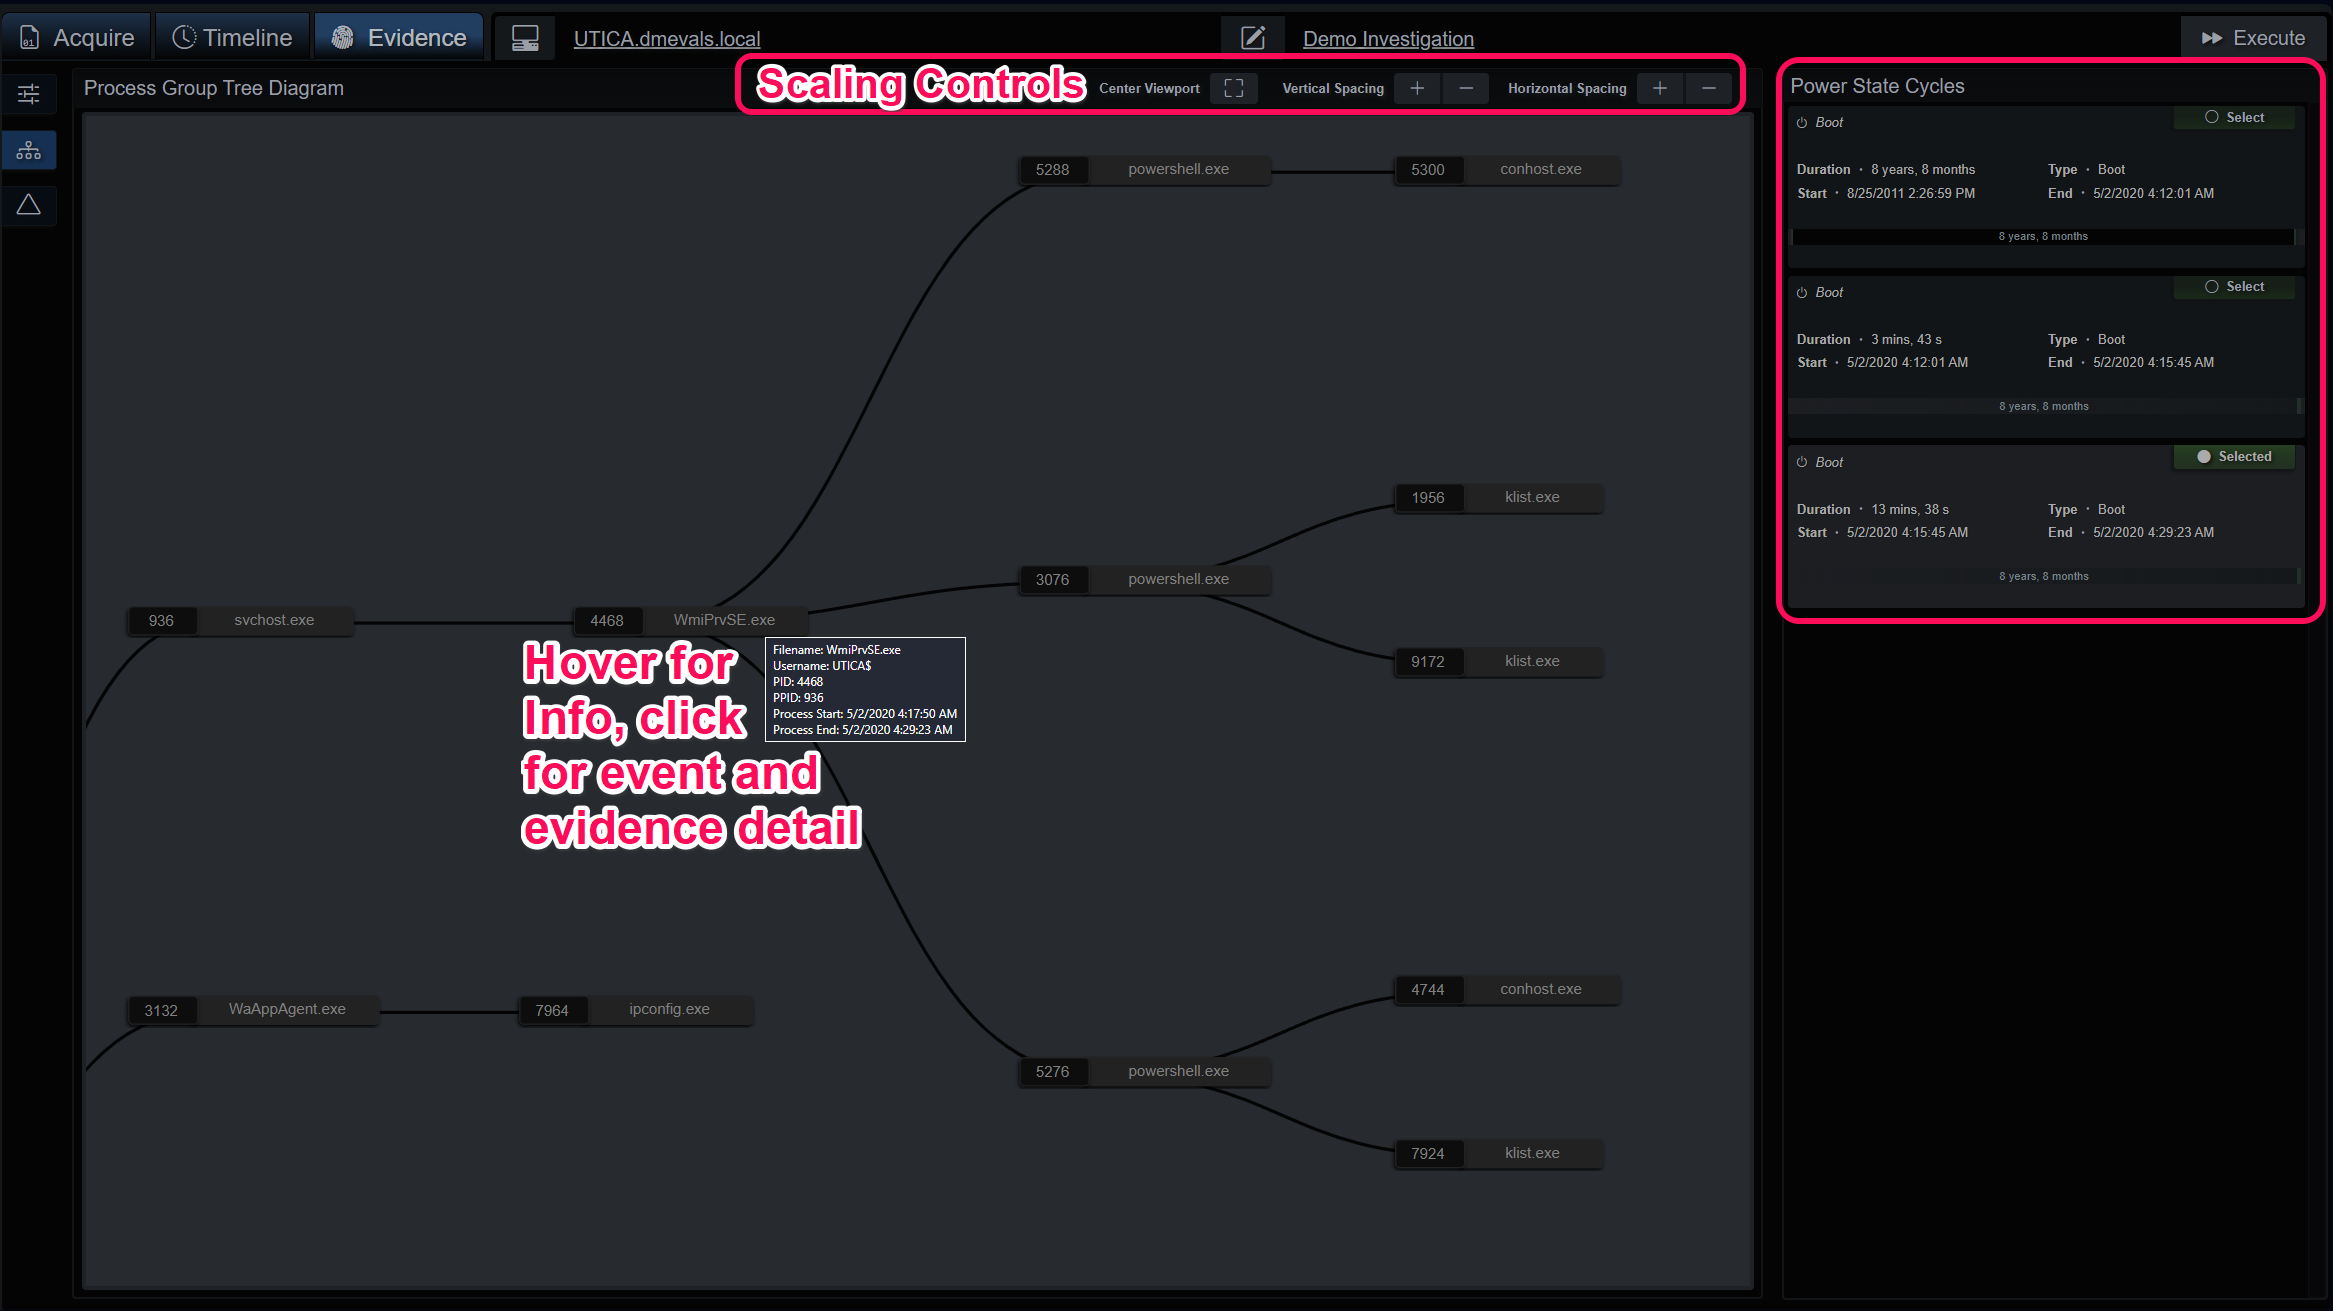 Acquire
Timeline
Evidence
UTICA.dmevals.local
Demo Investigation
Execute
Process Group Tree Diagram
Scaling Controls
Center Viewport
Vertical Spacing
+
−
Horizontal Spacing
+
−
5288 powershell.exe
5300 conhost.exe
1956 klist.exe
3076 powershell.exe
9172 klist.exe
936 svchost.exe
4468 WmiPrvSE.exe
Filename: WmiPrvSE.exe
Username: UTICA$
PID: 4468
PPID: 936
Process Start: 5/2/2020 4:17:50 AM
Process End: 5/2/2020 4:29:23 AM
Hover for
Info, click
for event and
evidence detail
4744 conhost.exe
3132 WaAppAgent.exe
7964 ipconfig.exe
5276 powershell.exe
7924 klist.exe
Power State Cycles
Boot
Select
Duration · 8 years, 8 months
Type · Boot
Start · 8/25/2011 2:26:59 PM
End · 5/2/2020 4:12:01 AM
8 years, 8 months
Boot
Select
Duration · 3 mins, 43 s
Type · Boot
Start · 5/2/2020 4:12:01 AM
End · 5/2/2020 4:15:45 AM
8 years, 8 months
Boot
Selected
Duration · 13 mins, 38 s
Type · Boot
Start · 5/2/2020 4:15:45 AM
End · 5/2/2020 4:29:23 AM
8 years, 8 months